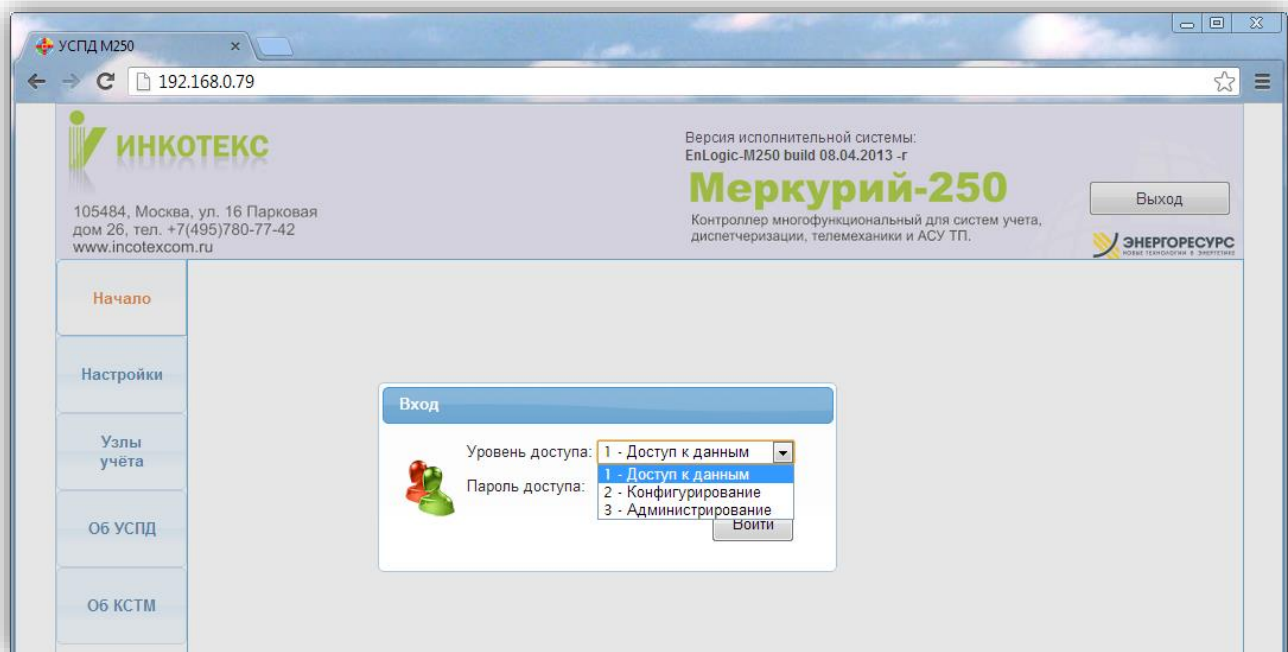 УСПД М250
192.168.0.79
ИНКОТЕКС
105484, Москва, ул. 16 Парковая
дом 26, тел. +7(495)780-77-42
www.incotexcom.ru
Версия исполнительной системы:
EnLogic-M250 build 08.04.2013 -r
Меркурий-250
Контроллер многофункциональный для систем учета,
диспетчеризации, телемеханики и АСУ ТП.
Выход
ЭНЕРГОРЕСУРС
НОВЫЕ ТЕХНОЛОГИИ В ЭНЕРГЕТИКЕ
Начало
Настройки
Узлы
учёта
Об УСПД
Об КСТМ
Вход
Уровень доступа: 1 - Доступ к данным
1 - Доступ к данным
Пароль доступа:
2 - Конфигурирование
3 - Администрирование
Войти